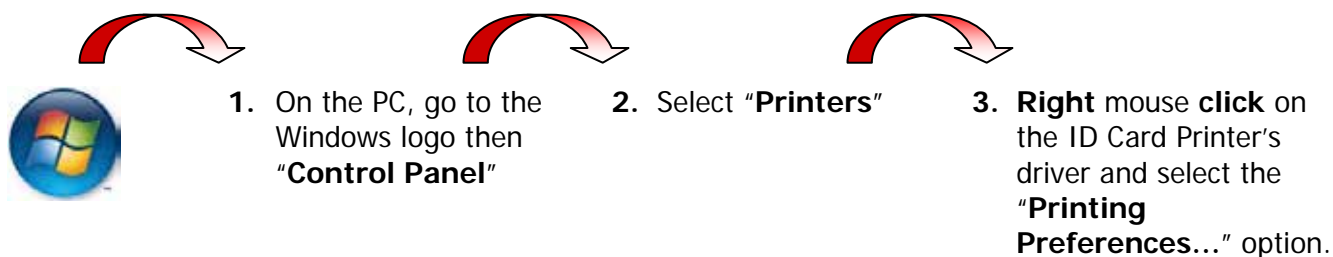 1. On the PC, go to the
Windows logo then
"Control Panel"
2. Select "Printers"
3. Right mouse click on
the ID Card Printer's
driver and select the
"Printing
Preferences..." option.